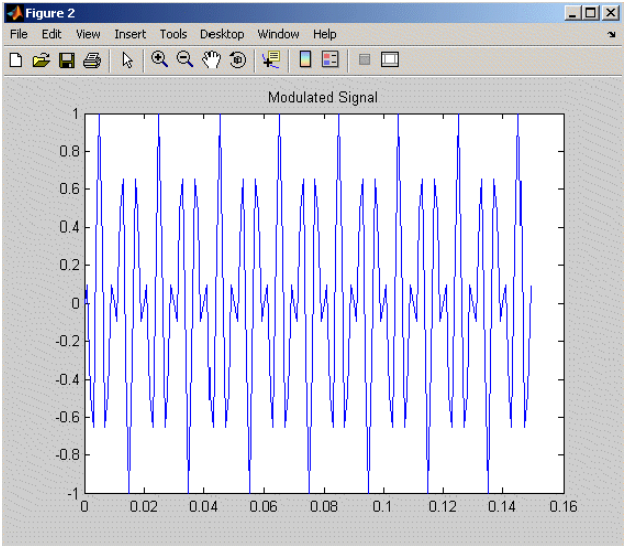 Figure 2
File Edit View Insert Tools Desktop Window Help
Modulated Signal
1
0.8
0.6
0.4
0.2
0
-0.2
-0.4
-0.6
-0.8
-1
0 0.02 0.04 0.06 0.08 0.1 0.12 0.14 0.16